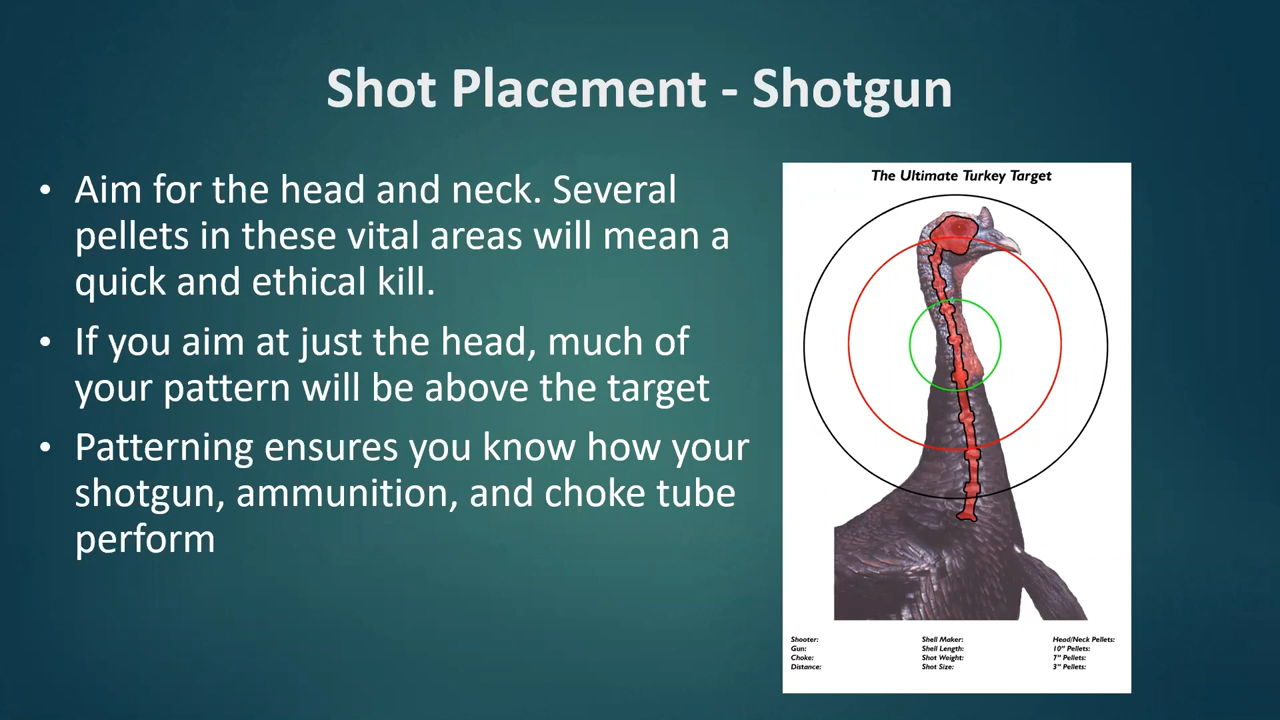 Shot Placement - Shotgun
• Aim for the head and neck. Several
pellets in these vital areas will mean a
quick and ethical kill.
• If you aim at just the head, much of
your pattern will be above the target
• Patterning ensures you know how your
shotgun, ammunition, and choke tube
perform
The Ultimate Turkey Target
Shooter:
Gun:
Choke:
Distance:
Shell Maker:
Shell Length:
Shot Weight:
Shot Size:
Head/Neck Pellets:
10" Pellets:
7" Pellets:
3" Pellets: